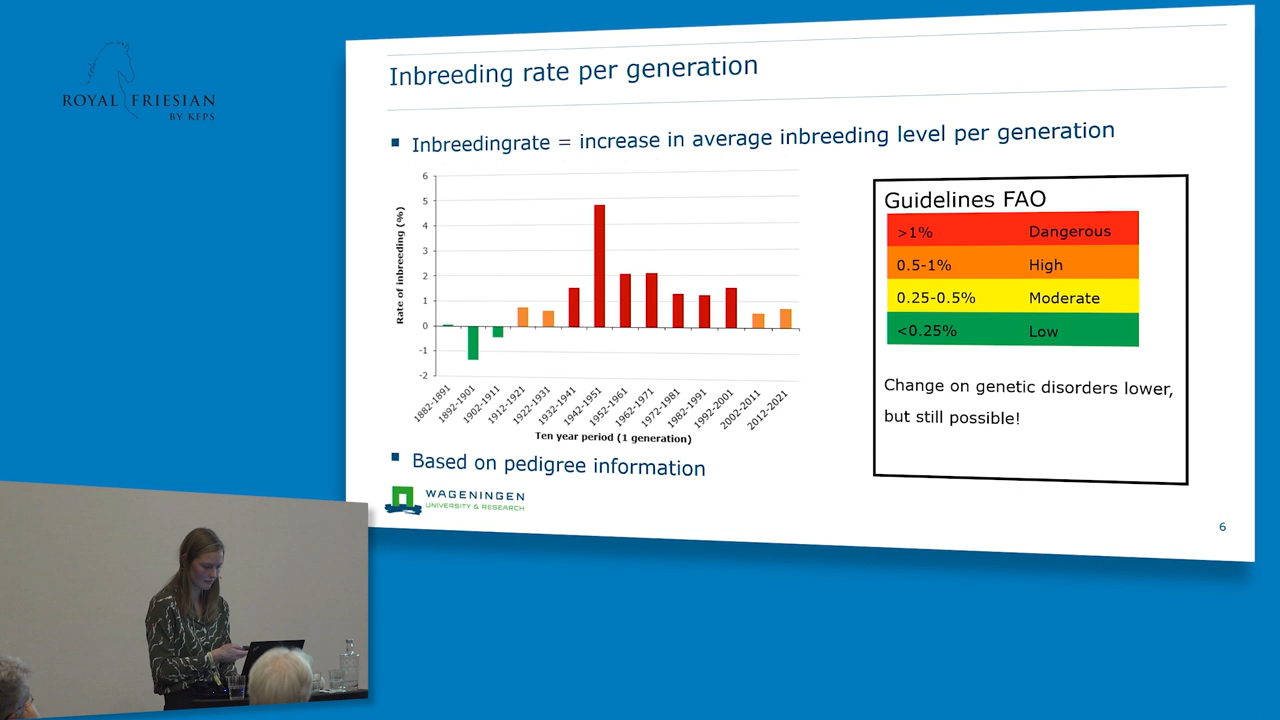 ROYAL FRIESIAN
BY KFPS
Inbreeding rate per generation
Inbreedingrate = increase in average inbreeding level per generation
Rate of inbreeding (%)
6
5
4
3
2
1
0
-1
-2
1882-1891
1892-1901
1902-1911
1912-1921
1922-1931
1932-1941
1942-1951
1952-1961
1962-1971
1972-1981
1982-1991
1992-2001
2002-2011
2012-2021
Ten year period (1 generation)
Guidelines FAO
>1% Dangerous
0.5-1% High
0.25-0.5% Moderate
<0.25% Low
Change on genetic disorders lower,
but still possible!
Based on pedigree information
WAGENINGEN
UNIVERSITY & RESEARCH
6